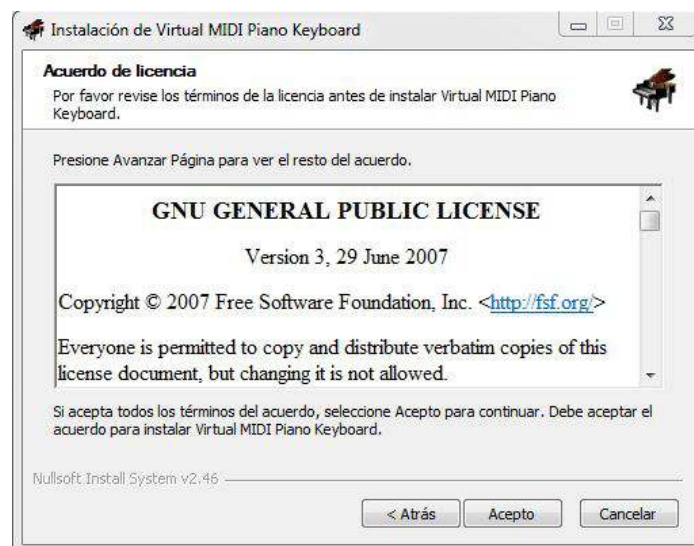 Instalación de Virtual MIDI Piano Keyboard
Acuerdo de licencia
Por favor revise los términos de la licencia antes de instalar Virtual MIDI Piano
Keyboard.
Presione Avanzar Página para ver el resto del acuerdo.
GNU GENERAL PUBLIC LICENSE
Version 3, 29 June 2007
Copyright © 2007 Free Software Foundation, Inc. <http://fsf.org/>
Everyone is permitted to copy and distribute verbatim copies of this
license document, but changing it is not allowed.
Si acepta todos los términos del acuerdo, seleccione Acepto para continuar. Debe aceptar el
acuerdo para instalar Virtual MIDI Piano Keyboard.
Nullsoft Install System v2.46
< Atrás Acepto Cancelar